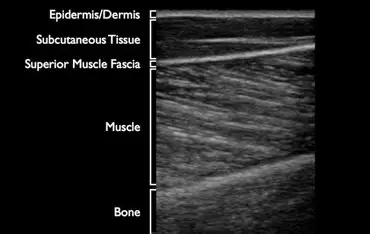 Epidermis/Dermis
Subcutaneous Tissue
Superior Muscle Fascia
Muscle
Bone